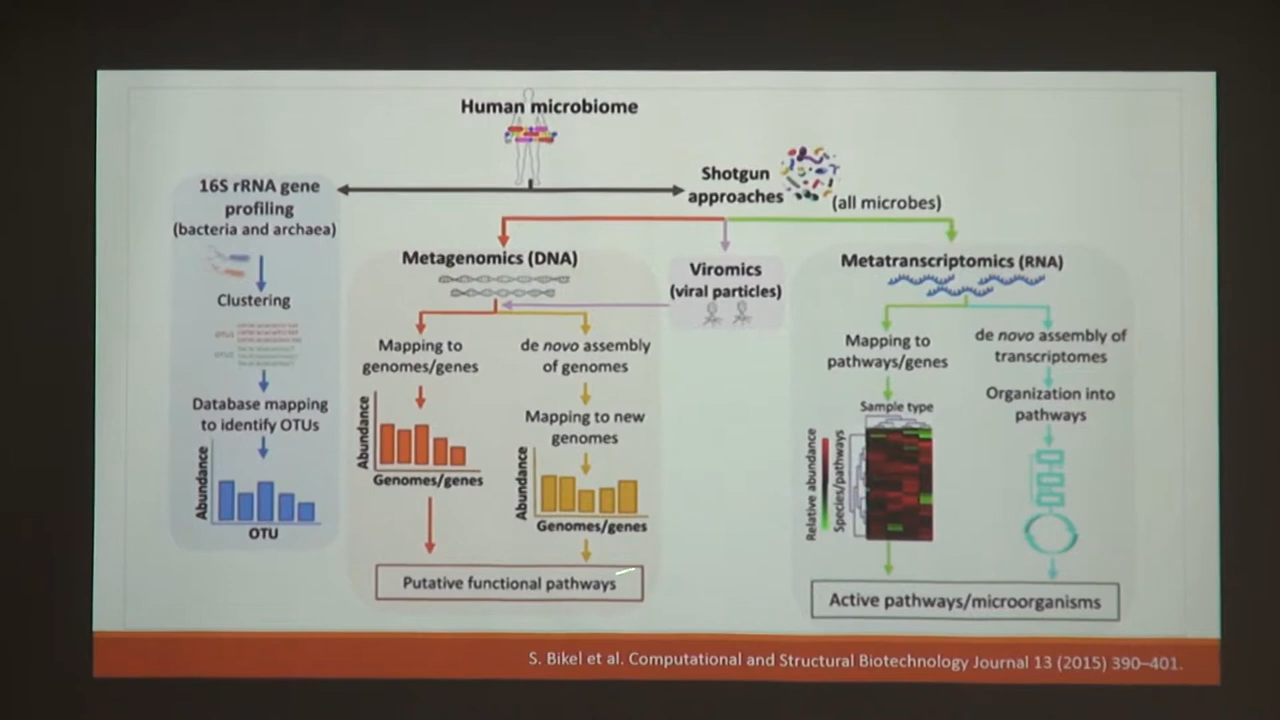 Human microbiome
16S rRNA gene
profiling
(bacteria and archaea)
Clustering
Database mapping
to identify OTUs
Abundance
OTU
Shotgun
approaches
(all microbes)
Metagenomics (DNA)
Mapping to
genomes/genes
Abundance
Genomes/genes
de novo assembly
of genomes
Mapping to new
genomes
Abundance
Genomes/genes
Putative functional pathways
Viromics
(viral particles)
Metatranscriptomics (RNA)
Mapping to
pathways/genes
Sample type
Relative abundance
Species/pathways
de novo assembly of
transcriptomes
Organization into
pathways
Active pathways/microorganisms
S. Bikel et al. Computational and Structural Biotechnology Journal 13 (2015) 390–401.